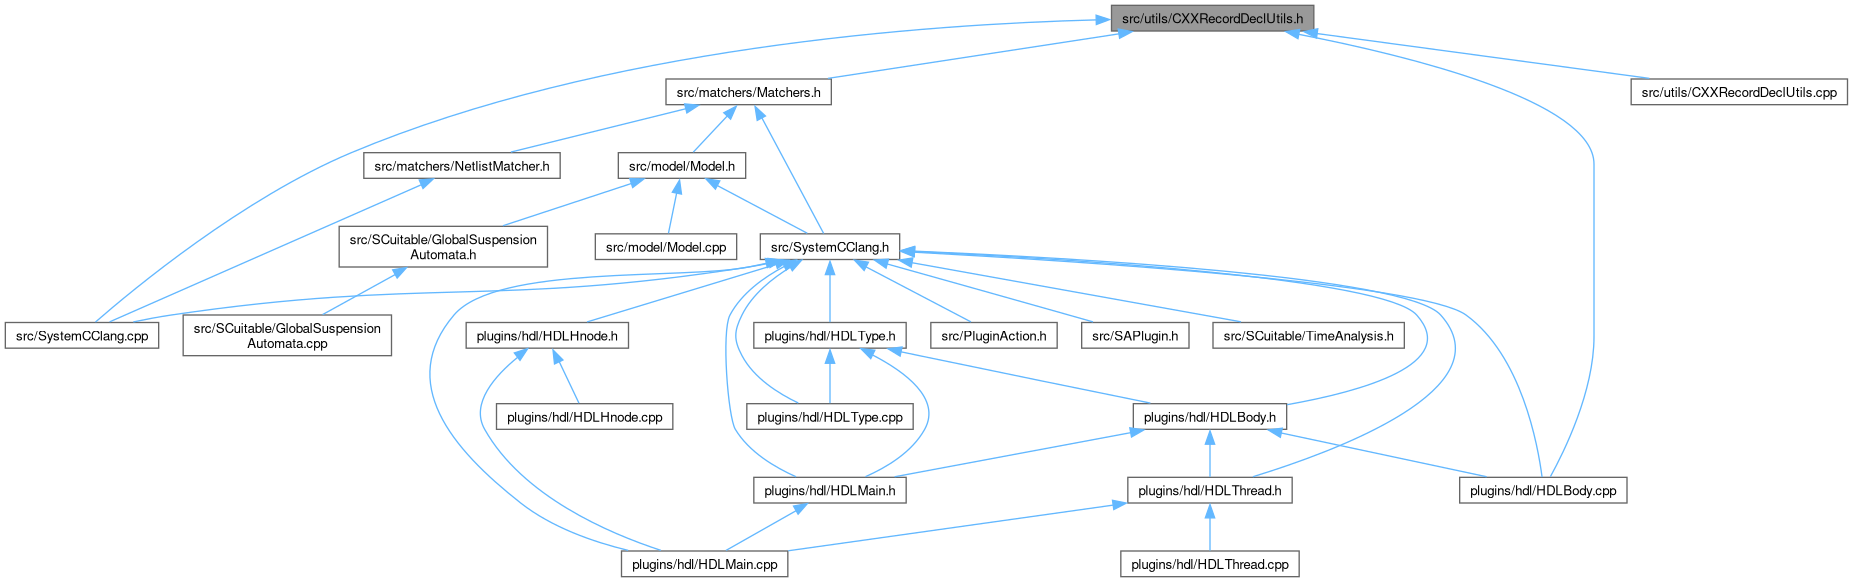 src/utils/CXXRecordDeclUtils.h
src/matchers/Matchers.h
src/utils/CXXRecordDeclUtils.cpp
src/matchers/NetlistMatcher.h
src/model/Model.h
src/SCuitable/GlobalSuspension
Automata.h
src/model/Model.cpp
src/SystemCClang.h
src/SystemCClang.cpp
src/SCuitable/GlobalSuspension
Automata.cpp
plugins/hdl/HDLHnode.h
plugins/hdl/HDLType.h
src/PluginAction.h
src/SAPlugin.h
src/SCuitable/TimeAnalysis.h
plugins/hdl/HDLHnode.cpp
plugins/hdl/HDLType.cpp
plugins/hdl/HDLBody.h
plugins/hdl/HDLMain.h
plugins/hdl/HDLThread.h
plugins/hdl/HDLBody.cpp
plugins/hdl/HDLMain.cpp
plugins/hdl/HDLThread.cpp